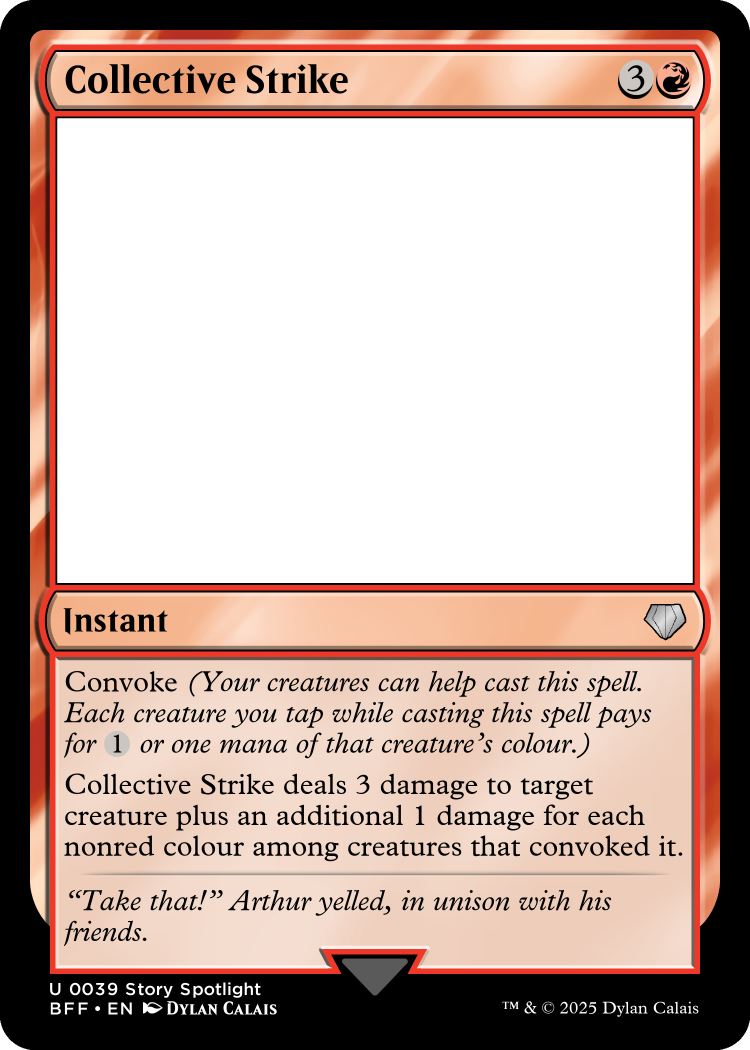 Collective Strike
3
Instant
Convoke (Your creatures can help cast this spell.
Each creature you tap while casting this spell pays
for 1 or one mana of that creature's colour.)
Collective Strike deals 3 damage to target
creature plus an additional 1 damage for each
nonred colour among creatures that convoked it.
“Take that!” Arthur yelled, in unison with his
friends.
U 0039 Story Spotlight
BFF • EN DYLAN CALAIS
™ & © 2025 Dylan Calais